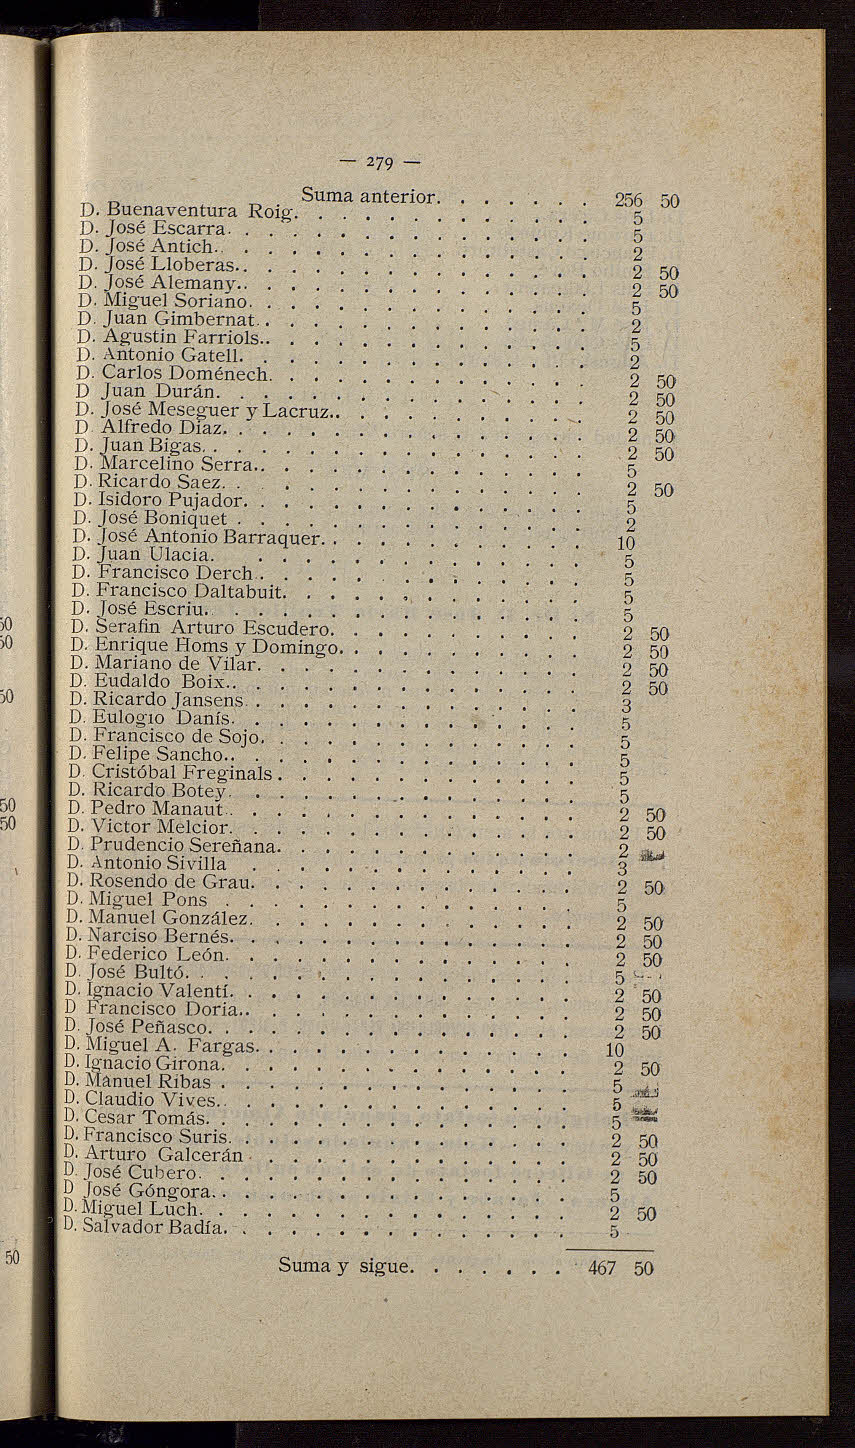 — 279 —
Suma anterior. . . . . . . 256 50
D. Buenaventura Roig. . . . . . . . . . . . . 5
D. José Escarra. . . . . . . . . . . . . . . 5
D. José Antich. . . . . . . . . . . . . . . 2
D. José Lloberas. . . . . . . . . . . . . . 2 50
D. José Alemany. . . . . . . . . . . . . . 2 50
D. Miguel Soriano. . . . . . . . . . . . . . 5
D. Juan Gimbernat. . . . . . . . . . . . . . 2
D. Agustin Farriols. . . . . . . . . . . . . . 5
D. Antonio Gatell. . . . . . . . . . . . . . 2
D. Carlos Doménech. . . . . . . . . . . . . 2 50
D Juan Durán. . . . . . . . . . . . . . . 2 50
D. José Meseguer y Lacruz. . . . . . . . . . . 2 50
D Alfredo Diaz. . . . . . . . . . . . . . . 2 50
D. Juan Bigas. . . . . . . . . . . . . . . 2 50
D. Marcelino Serra. . . . . . . . . . . . . . 5
D. Ricardo Saez. . . . . . . . . . . . . . 2 50
D. Isidoro Pujador. . . . . . . . . . . . . . 5
D. José Boniquet . . . . . . . . . . . . . . 2
D. José Antonio Barraquer. . . . . . . . . . . 10
D. Juan Ulacia. . . . . . . . . . . . . . . 5
D. Francisco Derch. . . . . . . . . . . . . . 5
D. Francisco Daltabuit. . . . . . . . . . . . . 5
D. José Escriu. . . . . . . . . . . . . . . 5
D. Serafin Arturo Escudero. . . . . . . . . . . 2 50
D. Enrique Homs y Domingo. . . . . . . . . . . 2 50
D. Mariano de Vilar. . . . . . . . . . . . . . 2 50
D. Eudaldo Boix. . . . . . . . . . . . . . . 2 50
D. Ricardo Jansens. . . . . . . . . . . . . . 3
D. Eulogio Danís. . . . . . . . . . . . . . . 5
D. Francisco de Sojo. . . . . . . . . . . . . . 5
D. Felipe Sancho. . . . . . . . . . . . . . . 5
D. Cristóbal Freginals . . . . . . . . . . . . . 5
D. Ricardo Botey. . . . . . . . . . . . . . . 5
D. Pedro Manaut. . . . . . . . . . . . . . . 2 50
D. Víctor Melcior. . . . . . . . . . . . . . . 2 50
D. Prudencio Sereñana. . . . . . . . . . . . . 2
D. Antonio Sivilla . . . . . . . . . . . . . . 3
D. Rosendo de Grau. . . . . . . . . . . . . . 2 50
D. Miguel Pons . . . . . . . . . . . . . . . 5
D. Manuel González. . . . . . . . . . . . . . 2 50
D. Narciso Bernés. . . . . . . . . . . . . . . 2 50
D. Federico León. . . . . . . . . . . . . . . 2 50
D. José Bultó. . . . . . . . . . . . . . . . 5
D. Ignacio Valentí. . . . . . . . . . . . . . . 2 50
D Francisco Doria. . . . . . . . . . . . . . . 2 50
D. José Peñasco. . . . . . . . . . . . . . . 2 50
D. Miguel A. Fargas. . . . . . . . . . . . . . 10
D. Ignacio Girona. . . . . . . . . . . . . . . 2 50
D. Manuel Ribas . . . . . . . . . . . . . . . 5
D. Claudio Vives. . . . . . . . . . . . . . . 5
D. Cesar Tomás. . . . . . . . . . . . . . . . 5
D. Francisco Suris. . . . . . . . . . . . . . . 2 50
D. Arturo Galcerán . . . . . . . . . . . . . . 2 50
D. José Cubero. . . . . . . . . . . . . . . . 2 50
D José Góngora. . . . . . . . . . . . . . . . 5
D. Miguel Luch. . . . . . . . . . . . . . . . 2 50
D. Salvador Badía. . . . . . . . . . . . . . . 5
Suma y sigue. . . . . . . 467 50
50
50
50
50
50
50